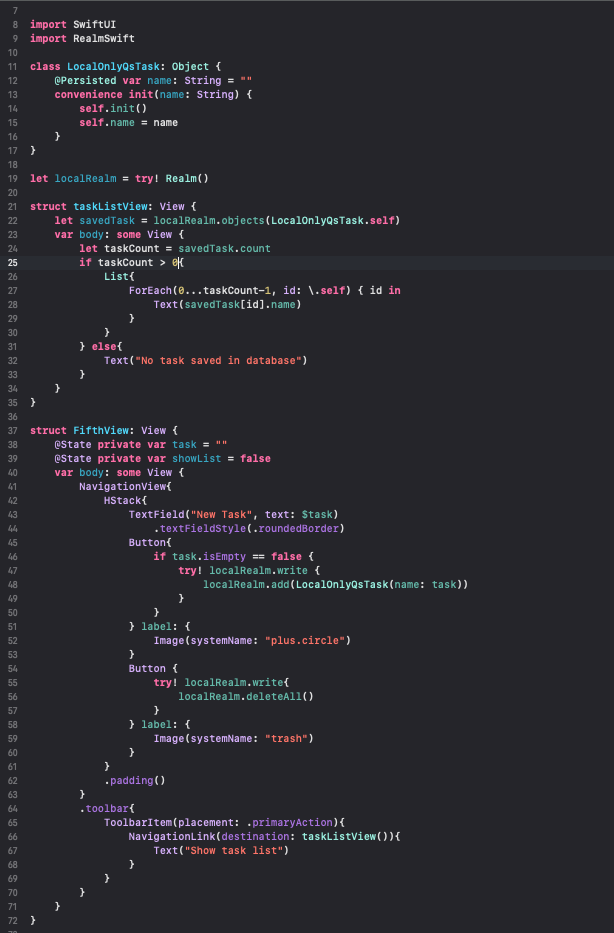 7
8 import SwiftUI
9 import RealmSwift
10
11 class LocalOnlyQsTask: Object {
12     @Persisted var name: String = ""
13     convenience init(name: String) {
14         self.init()
15         self.name = name
16     }
17 }
18
19 let localRealm = try! Realm()
20
21 struct taskListView: View {
22     let savedTask = localRealm.objects(LocalOnlyQsTask.self)
23     var body: some View {
24         let taskCount = savedTask.count
25         if taskCount > 0{
26             List{
27                 ForEach(0...taskCount-1, id: \.self) { id in
28                     Text(savedTask[id].name)
29                 }
30             }
31         } else{
32             Text("No task saved in database")
33         }
34     }
35 }
36
37 struct FifthView: View {
38     @State private var task = ""
39     @State private var showList = false
40     var body: some View {
41         NavigationView{
42             HStack{
43                 TextField("New Task", text: $task)
44                     .textFieldStyle(.roundedBorder)
45                 Button{
46                     if task.isEmpty == false {
47                         try! localRealm.write {
48                             localRealm.add(LocalOnlyQsTask(name: task))
49                         }
50                     }
51                 } label: {
52                     Image(systemName: "plus.circle")
53                 }
54                 Button {
55                     try! localRealm.write{
56                         localRealm.deleteAll()
57                     }
58                 } label: {
59                     Image(systemName: "trash")
60                 }
61             }
62             .padding()
63         }
64         .toolbar{
65             ToolbarItem(placement: .primaryAction){
66                 NavigationLink(destination: taskListView()){
67                     Text("Show task list")
68                 }
69             }
70         }
71     }
72 }